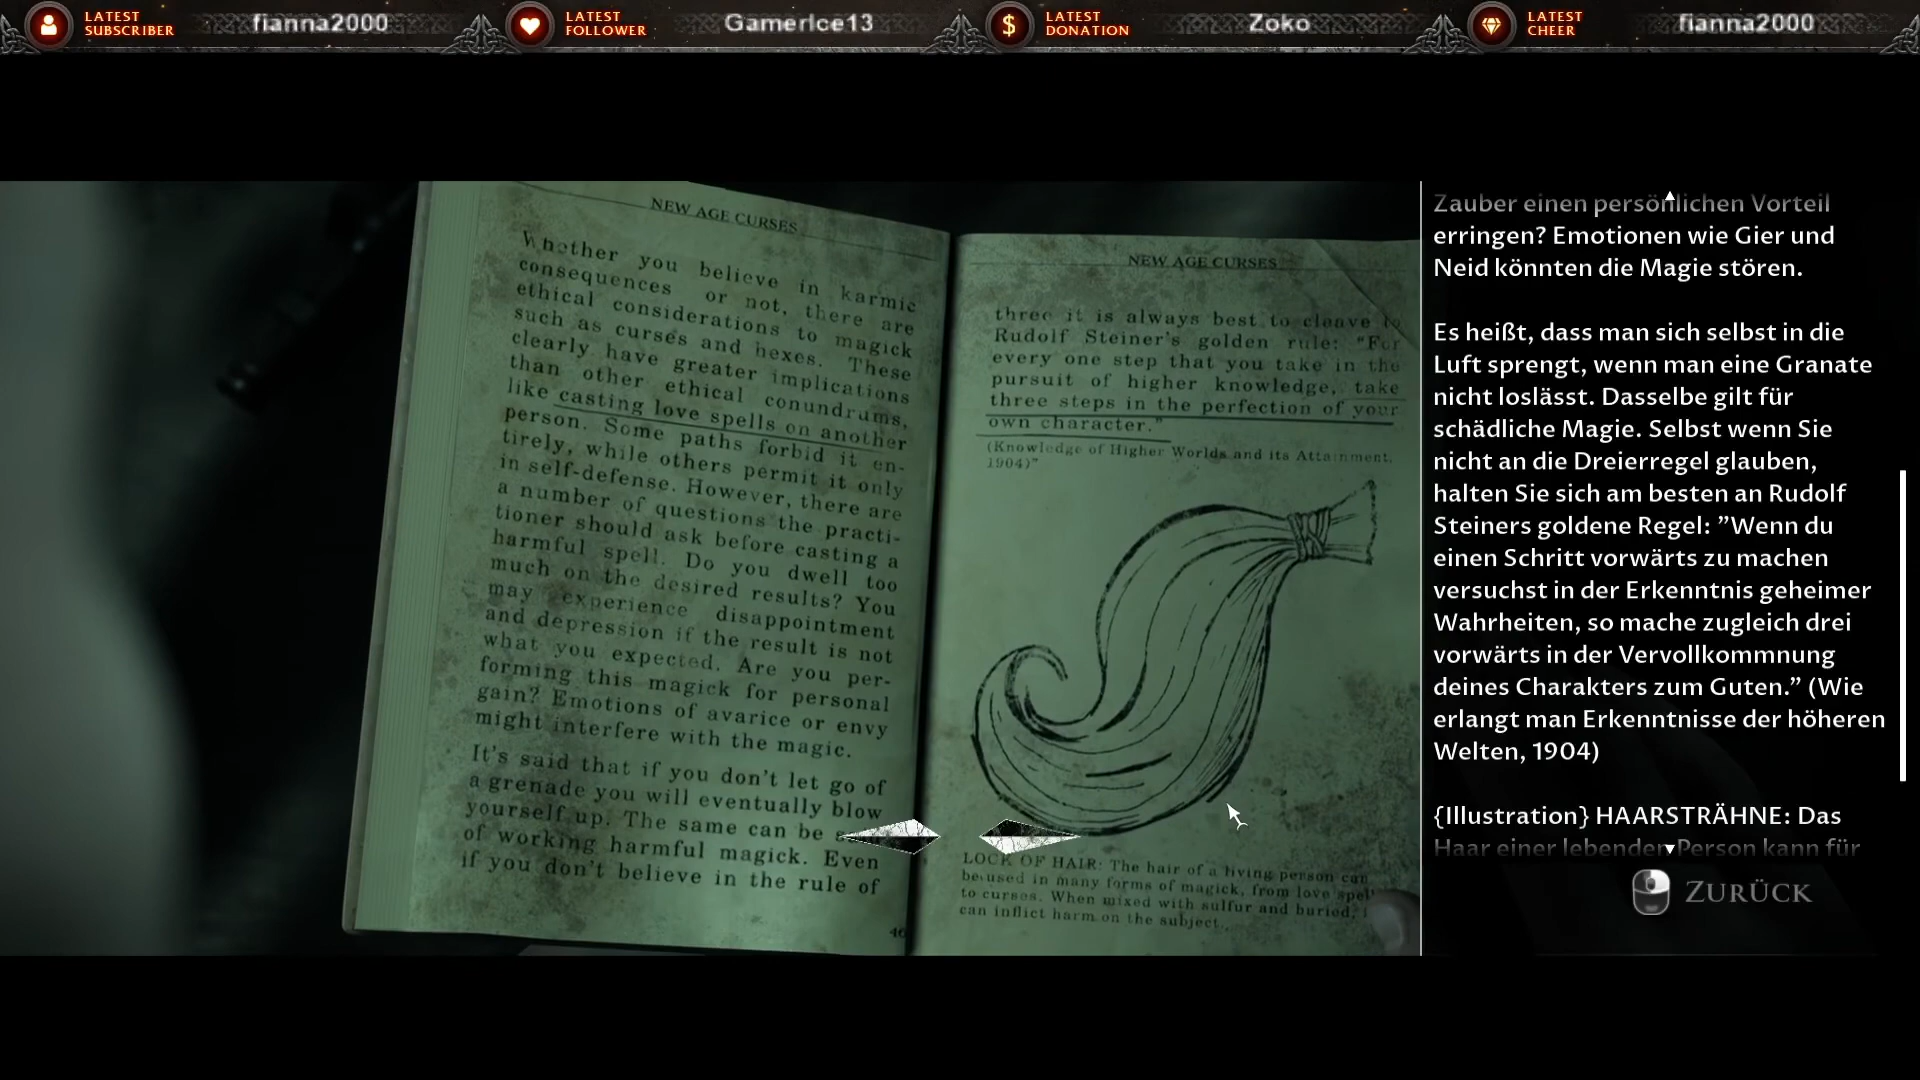 LATEST
SUBSCRIBER
fianna2000
LATEST
FOLLOWER
GamerIce13
LATEST
DONATION
Zoko
LATEST
CHEER
fianna2000
NEW AGE CURSES
Whether you believe in karmic
consequences or not, there are
ethical considerations to magick
such as curses and hexes. These
clearly have greater implications
than other ethical conundrums,
like casting love spells on another
person. Some paths forbid it en-
tirely, while others permit it only
in self-defense. However, there are
a number of questions the practi-
tioner should ask before casting a
harmful spell. Do you dwell too
much on the desired results? You
may experience disappointment
and depression if the result is not
what you expected. Are you per-
forming this magick for personal
gain? Emotions of avarice or envy
might interfere with the magic.
It's said that if you don't let go of
a grenade you will eventually blow
yourself up. The same can be
of working harmful magick. Even
if you don't believe in the rule of
46
NEW AGE CURSES
three it is always best to cleave to
Rudolf Steiner's golden rule: "For
every one step that you take in the
pursuit of higher knowledge, take
three steps in the perfection of your
own character."
(Knowledge of Higher Worlds and its Attainment,
1904)"
LOCK OF HAIR: The hair of a living person can
be used in many forms of magick, from love spel
to curses. When mixed with sulfur and buried, i
can inflict harm on the subject.
Zauber einen persönlichen Vorteil
erringen? Emotionen wie Gier und
Neid könnten die Magie stören.
Es heißt, dass man sich selbst in die
Luft sprengt, wenn man eine Granate
nicht loslässt. Dasselbe gilt für
schädliche Magie. Selbst wenn Sie
nicht an die Dreierregel glauben,
halten Sie sich am besten an Rudolf
Steiners goldene Regel: "Wenn du
einen Schritt vorwärts zu machen
versuchst in der Erkenntnis geheimer
Wahrheiten, so mache zugleich drei
vorwärts in der Vervollkommnung
deines Charakters zum Guten." (Wie
erlangt man Erkenntnisse der höheren
Welten, 1904)
{Illustration} HAARSTRÄHNE: Das
Haar einer lebenden Person kann für
ZURÜCK